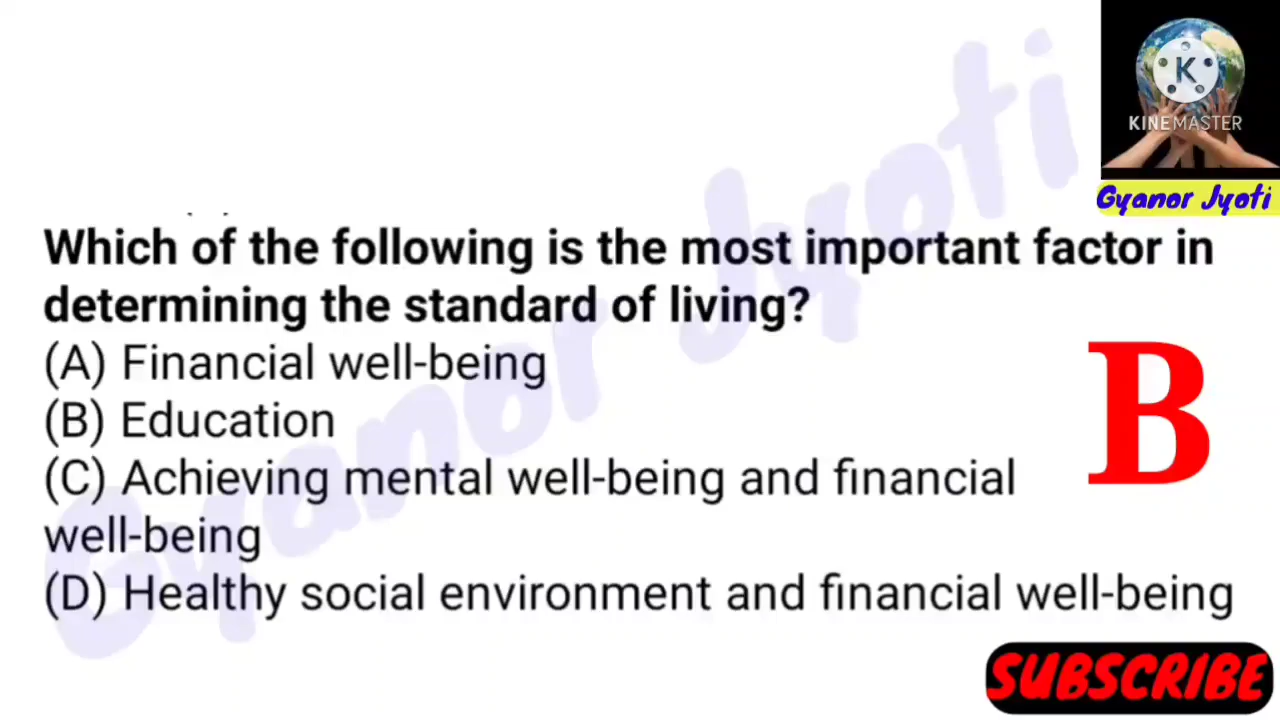 K
KINEMASTER
Gyanor Jyoti
Which of the following is the most important factor in
determining the standard of living?
(A) Financial well-being
(B) Education
(C) Achieving mental well-being and financial
well-being
(D) Healthy social environment and financial well-being
B
Gyanor Jyoti
SUBSCRIBE